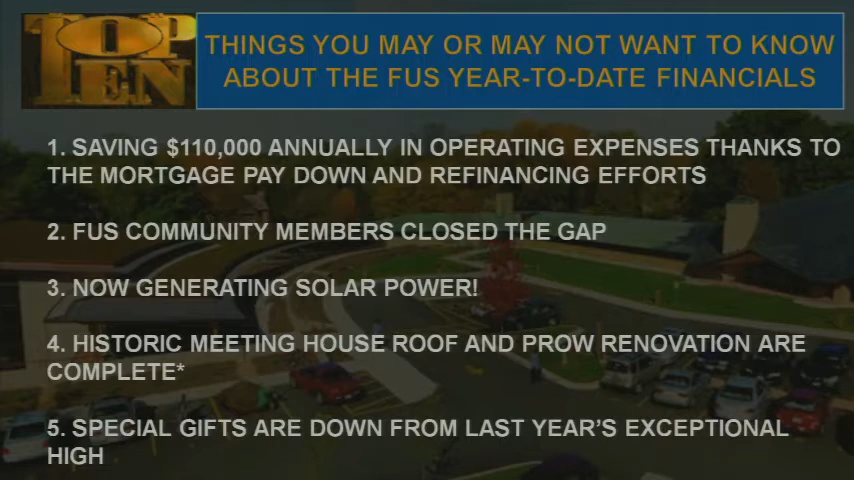 TOP
TEN
THINGS YOU MAY OR MAY NOT WANT TO KNOW
ABOUT THE FUS YEAR-TO-DATE FINANCIALS
1. SAVING $110,000 ANNUALLY IN OPERATING EXPENSES THANKS TO
THE MORTGAGE PAY DOWN AND REFINANCING EFFORTS
2. FUS COMMUNITY MEMBERS CLOSED THE GAP
3. NOW GENERATING SOLAR POWER!
4. HISTORIC MEETING HOUSE ROOF AND PROW RENOVATION ARE
COMPLETE*
5. SPECIAL GIFTS ARE DOWN FROM LAST YEAR'S EXCEPTIONAL
HIGH